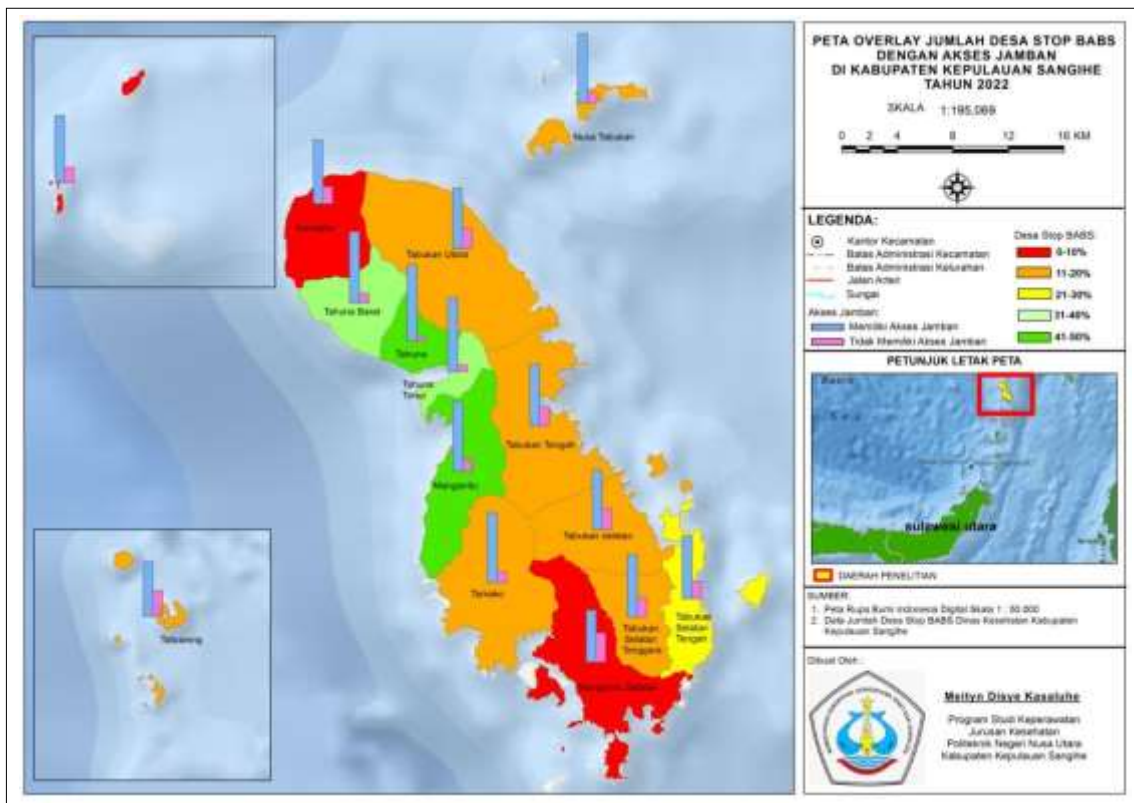 PETA OVERLAY JUMLAH DESA STOP BABS
DENGAN AKSES JAMBAN
DI KABUPATEN KEPULAUAN SANGIHE
TAHUN 2022
SKALA 1:195,069
0 2 4 8 12 16 KM
LEGENDA:
Kantor Kecamatan
Batas Administrasi Kecamatan
Batas Administrasi Kelurahan
Jalan Arteri
Sungai
Akses Jamban:
Memiliki Akses Jamban
Tidak Memiliki Akses Jamban
Desa Stop BABS:
0-10%
11-20%
21-30%
31-40%
41-50%
PETUNJUK LETAK PETA
sulawesi utara
DAERAH PENELITIAN
SUMBER:
1. Peta Rupa Bumi Indonesia Digital Skala 1 : 50.000
2. Data Jumlah Desa Stop BABS Dinas Kesehatan Kabupaten
Kepulauan Sangihe
Dibuat Oleh :
Meityn Disye Kasaluhe
Program Studi Keperawatan
Jurusan Kesehatan
Politeknik Negeri Nusa Utara
Kabupaten Kepulauan Sangihe
Nusa Tabukan
Tabukan Utara
Tahuna Barat
Tahuna
Tahuna
Timur
Tabukan Tengah
Manganitu
Tabukan selatan
Tamako
Tabukan
Selatan
Tenggara
Tabukan
Selatan
Tengah
Manganitu Selatan
Tatoareng